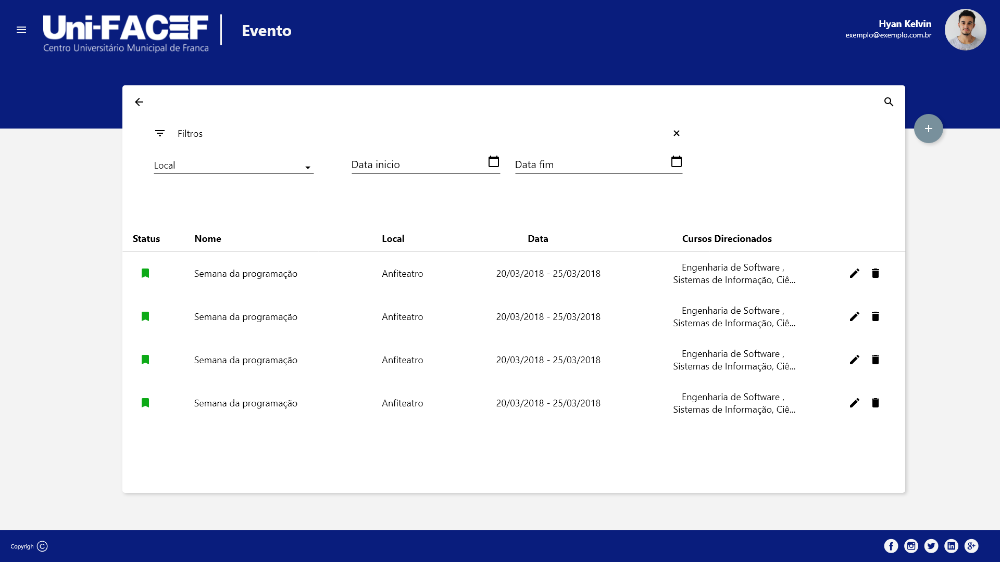 Uni-FACEF
Centro Universitário Municipal de Franca
Evento
Hyan Kelvin
exemplo@exemplo.com.br
Filtros
Local
Data inicio
Data fim
Status Nome Local Data Cursos Direcionados
Semana da programação Anfiteatro 20/03/2018 - 25/03/2018 Engenharia de Software ,
Sistemas de Informação, Ciê...
Semana da programação Anfiteatro 20/03/2018 - 25/03/2018 Engenharia de Software ,
Sistemas de Informação, Ciê...
Semana da programação Anfiteatro 20/03/2018 - 25/03/2018 Engenharia de Software ,
Sistemas de Informação, Ciê...
Semana da programação Anfiteatro 20/03/2018 - 25/03/2018 Engenharia de Software ,
Sistemas de Informação, Ciê...
Copyrigh ©